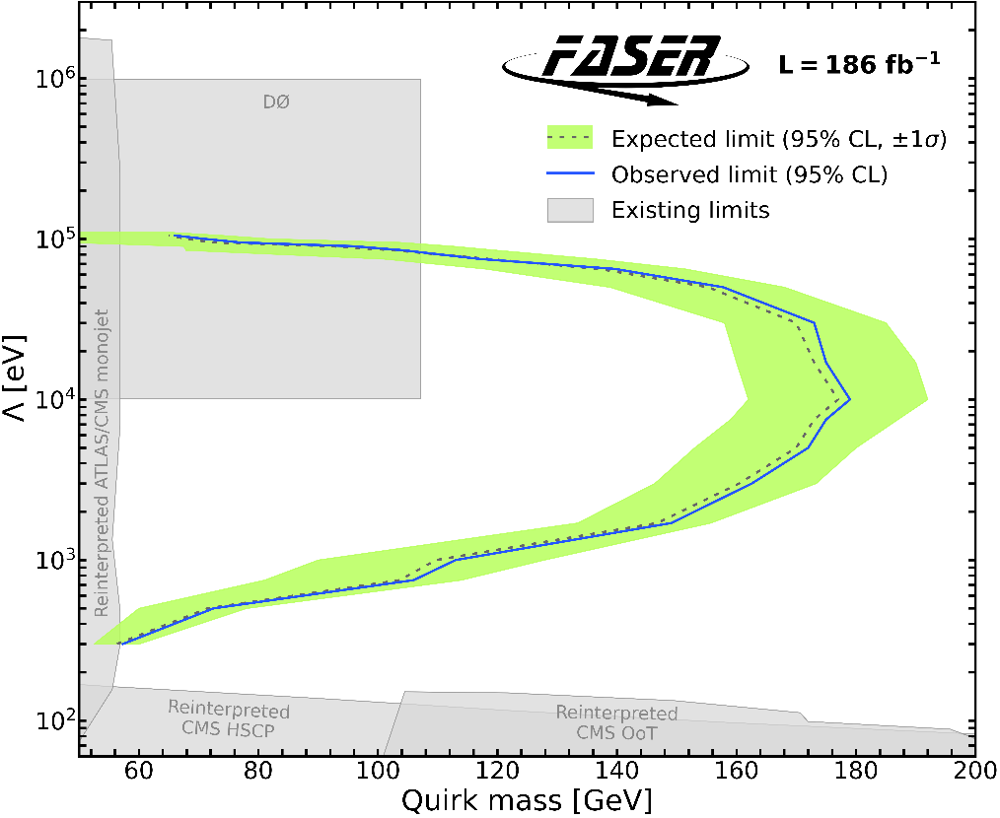 FASER
L = 186 fb⁻¹
DØ
Expected limit (95% CL, ±1σ)
Observed limit (95% CL)
Existing limits
Reinterpreted ATLAS/CMS monojet
Reinterpreted
CMS HSCP
Reinterpreted
CMS OoT
Λ [eV]
10⁶
10⁵
10⁴
10³
10²
60 80 100 120 140 160 180 200
Quirk mass [GeV]